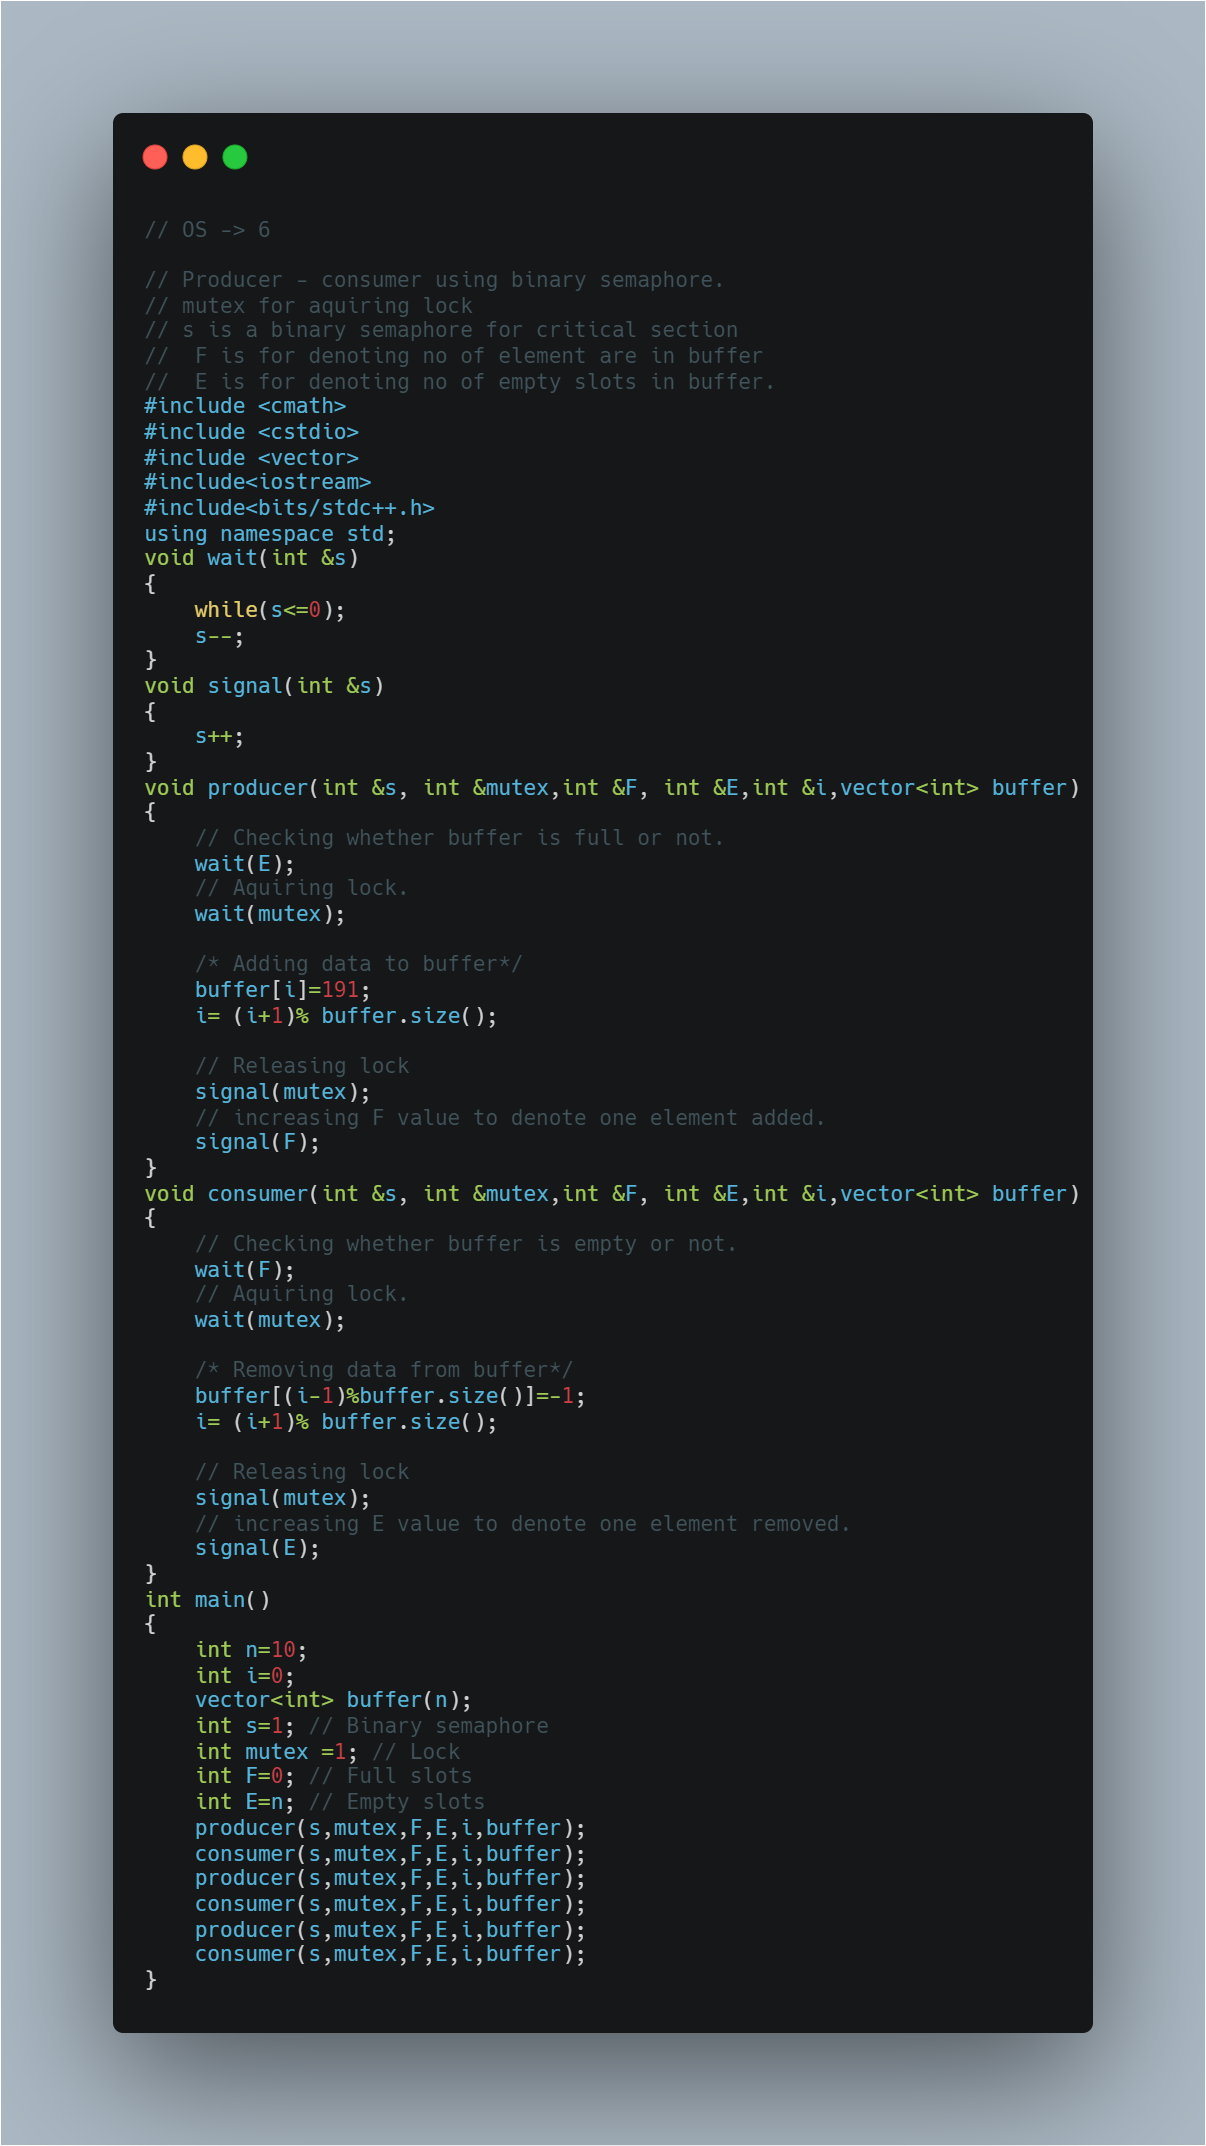 // OS -> 6

// Producer - consumer using binary semaphore.
// mutex for aquiring lock
// s is a binary semaphore for critical section
//  F is for denoting no of element are in buffer
//  E is for denoting no of empty slots in buffer.
#include <cmath>
#include <cstdio>
#include <vector>
#include<iostream>
#include<bits/stdc++.h>
using namespace std;
void wait(int &s)
{
    while(s<=0);
    s--;
}
void signal(int &s)
{
    s++;
}
void producer(int &s, int &mutex,int &F, int &E,int &i,vector<int> buffer)
{
    // Checking whether buffer is full or not.
    wait(E);
    // Aquiring lock.
    wait(mutex);

    /* Adding data to buffer*/
    buffer[i]=191;
    i= (i+1)% buffer.size();

    // Releasing lock
    signal(mutex);
    // increasing F value to denote one element added.
    signal(F);
}
void consumer(int &s, int &mutex,int &F, int &E,int &i,vector<int> buffer)
{
    // Checking whether buffer is empty or not.
    wait(F);
    // Aquiring lock.
    wait(mutex);

    /* Removing data from buffer*/
    buffer[(i-1)%buffer.size()]=-1;
    i= (i+1)% buffer.size();

    // Releasing lock
    signal(mutex);
    // increasing E value to denote one element removed.
    signal(E);
}
int main()
{
    int n=10;
    int i=0;
    vector<int> buffer(n);
    int s=1; // Binary semaphore
    int mutex =1; // Lock
    int F=0; // Full slots
    int E=n; // Empty slots
    producer(s,mutex,F,E,i,buffer);
    consumer(s,mutex,F,E,i,buffer);
    producer(s,mutex,F,E,i,buffer);
    consumer(s,mutex,F,E,i,buffer);
    producer(s,mutex,F,E,i,buffer);
    consumer(s,mutex,F,E,i,buffer);
}